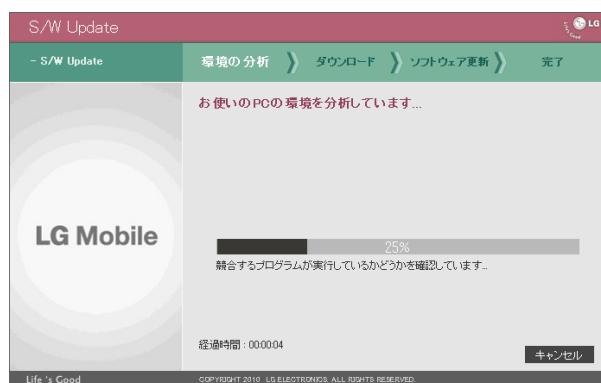 S/W Update
LG
- S/W Update
環境の分析 》 ダウンロード 》 ソフトウェア更新 》 完了
お使いのPCの環境を分析しています...
LG Mobile
25%
競合するプログラムが実行しているかどうかを確認しています...
経過時間 : 00:00:04
キャンセル
Life 's Good
COPYRIGHT 2010 LG ELECTRONICS. ALL RIGHTS RESERVED.